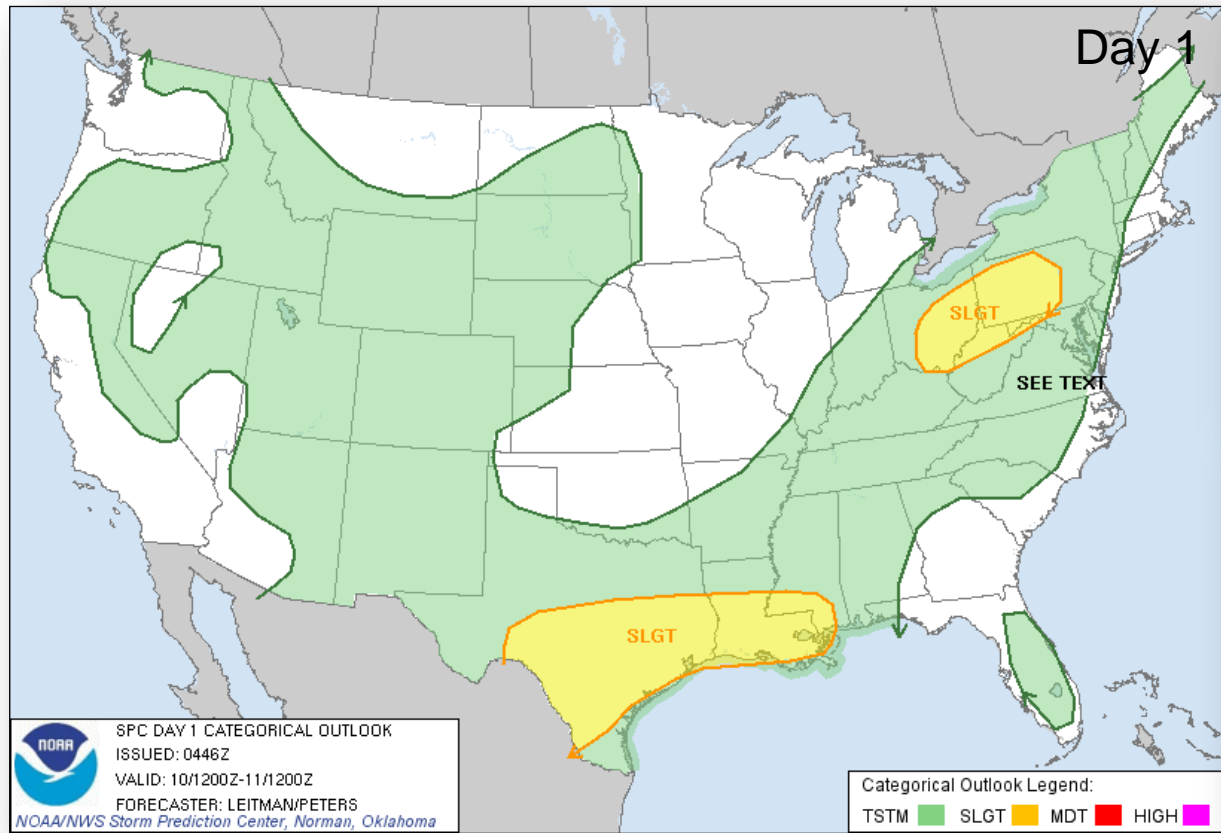 Day 1
SLGT
SEE TEXT
SLGT
NOAA
SPC DAY 1 CATEGORICAL OUTLOOK
ISSUED: 0446Z
VALID: 10/1200Z-11/1200Z
FORECASTER: LEITMAN/PETERS
NOAA/NWS Storm Prediction Center, Norman, Oklahoma
Categorical Outlook Legend:
TSTM SLGT MDT HIGH